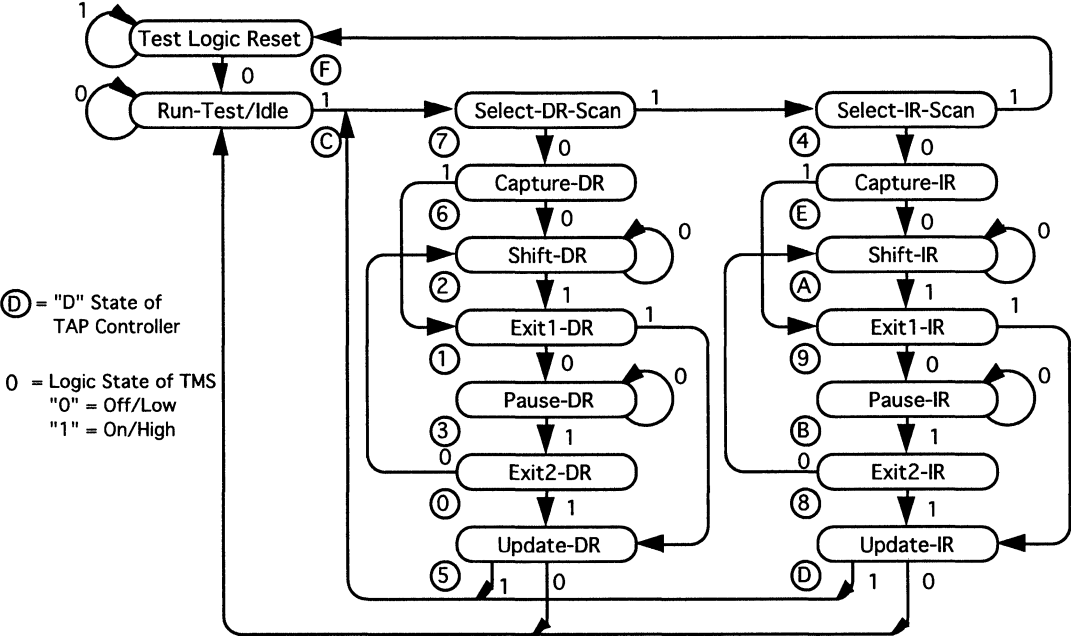 1
Test Logic Reset
0
F
0
Run-Test/Idle
1
C
Select-DR-Scan
1
Select-IR-Scan
1
7
0
4
0
1
Capture-DR
1
Capture-IR
6
0
E
0
Shift-DR
0
Shift-IR
0
2
1
A
1
D = "D" State of
TAP Controller
Exit1-DR
1
Exit1-IR
1
1
0
9
0
0 = Logic State of TMS
"0" = Off/Low
"1" = On/High
Pause-DR
0
Pause-IR
0
3
1
B
1
0
Exit2-DR
0
Exit2-IR
0
1
8
1
Update-DR
Update-IR
5
1
0
D
1
0